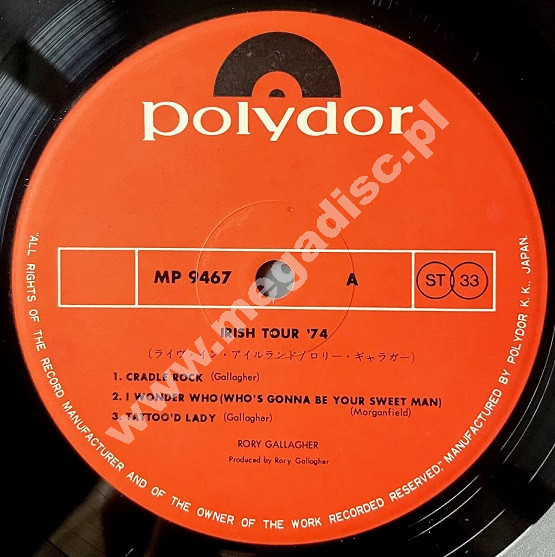 polydor
MP 9467 A ST 33
IRISH TOUR '74
(ライヴ・イン・アイルランド/ロリー・ギャラガー)
1. CRADLE ROCK (Gallagher)
2. I WONDER WHO (WHO'S GONNA BE YOUR SWEET MAN)
(Morganfield)
3. TATTOO'D LADY (Gallagher)
RORY GALLAGHER
Produced by Rory Gallagher
"ALL RIGHTS OF THE RECORD MANUFACTURER AND OF THE OWNER OF THE WORK RECORDED RESERVED," MANUFACTURED BY POLYDOR K.K., JAPAN.
www.megadisc.pl